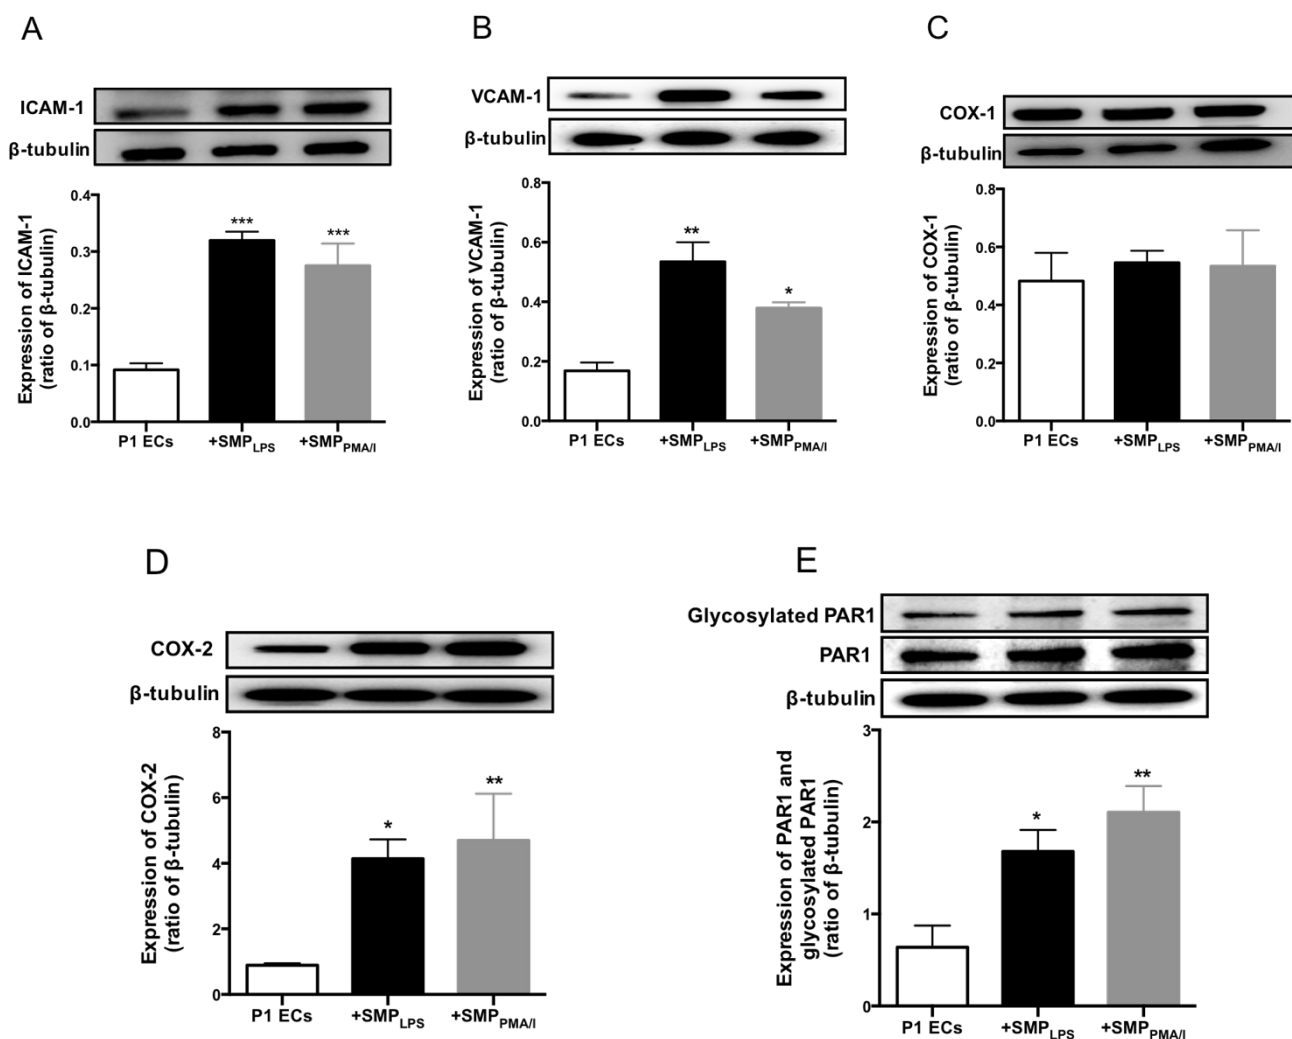 A
ICAM-1
β-tubulin
Expression of ICAM-1
(ratio of β-tubulin)
0.4
0.3
0.2
0.1
0.0
***
***
P1 ECs
+SMPLPS
+SMPPMA/I
B
VCAM-1
β-tubulin
Expression of VCAM-1
(ratio of β-tubulin)
0.8
0.6
0.4
0.2
0.0
**
*
P1 ECs
+SMPLPS
+SMPPMA/I
C
COX-1
β-tubulin
Expression of COX-1
(ratio of β-tubulin)
0.8
0.6
0.4
0.2
0.0
P1 ECs
+SMPLPS
+SMPPMA/I
D
COX-2
β-tubulin
Expression of COX-2
(ratio of β-tubulin)
8
6
4
2
0
*
**
P1 ECs
+SMPLPS
+SMPPMA/I
E
Glycosylated PAR1
PAR1
β-tubulin
Expression of PAR1 and
glycosylated PAR1
(ratio of β-tubulin)
3
2
1
0
*
**
P1 ECs
+SMPLPS
+SMPPMA/I